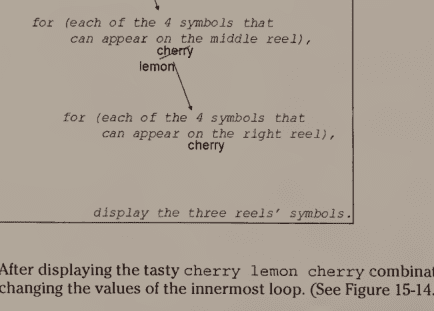 for (each of the 4 symbols that
can appear on the middle reel),
cherry
lemon
for (each of the 4 symbols that
can appear on the right reel),
cherry
display the three reels' symbols.
After displaying the tasty cherry lemon cherry combinat
changing the values of the innermost loop. (See Figure 15-14.